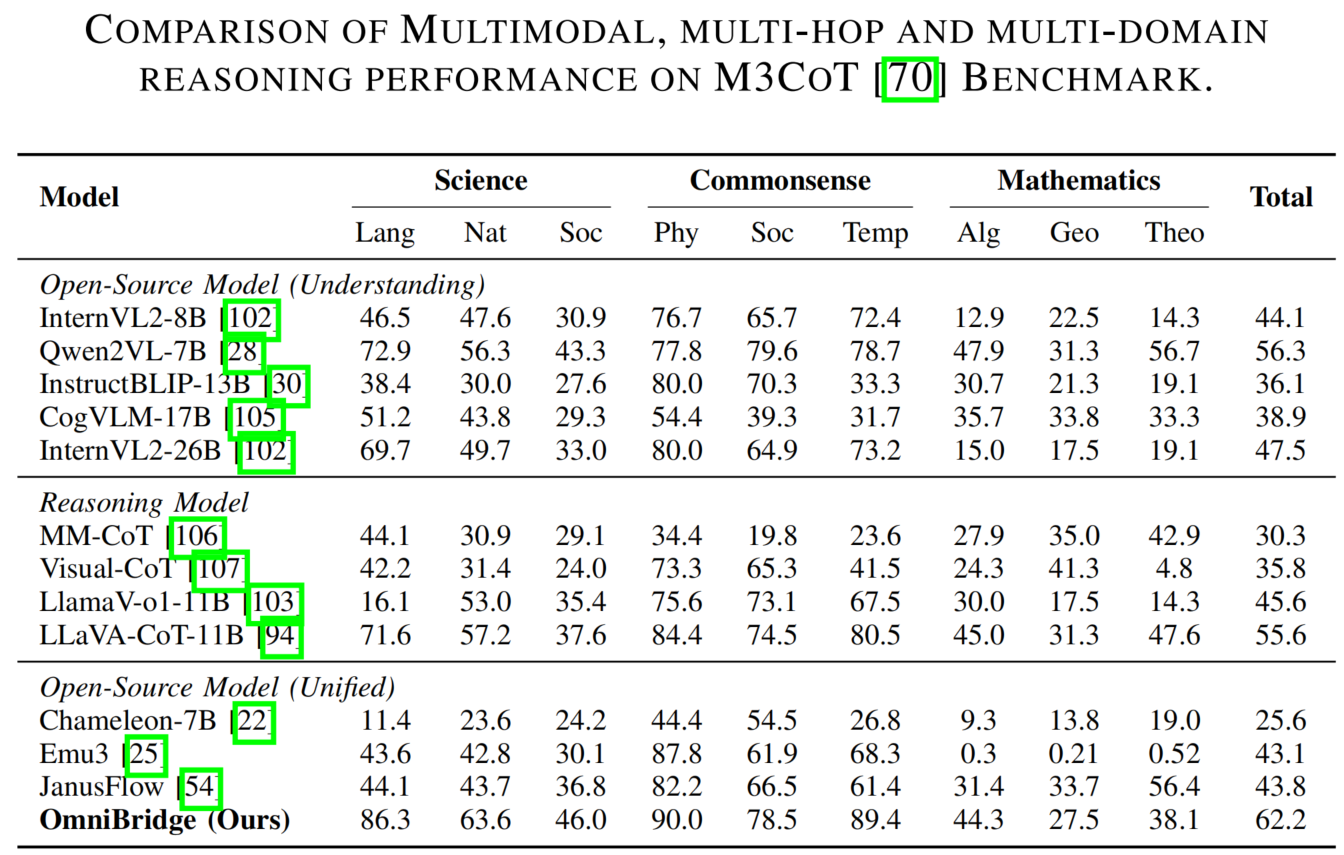 COMPARISON OF MULTIMODAL, MULTI-HOP AND MULTI-DOMAIN
REASONING PERFORMANCE ON M3COT [70] BENCHMARK.
Model Science Commonsense Mathematics Total
Lang Nat Soc Phy Soc Temp Alg Geo Theo
Open-Source Model (Understanding)
InternVL2-8B [102] 46.5 47.6 30.9 76.7 65.7 72.4 12.9 22.5 14.3 44.1
Qwen2VL-7B [28] 72.9 56.3 43.3 77.8 79.6 78.7 47.9 31.3 56.7 56.3
InstructBLIP-13B [30] 38.4 30.0 27.6 80.0 70.3 33.3 30.7 21.3 19.1 36.1
CogVLM-17B [105] 51.2 43.8 29.3 54.4 39.3 31.7 35.7 33.8 33.3 38.9
InternVL2-26B [102] 69.7 49.7 33.0 80.0 64.9 73.2 15.0 17.5 19.1 47.5
Reasoning Model
MM-CoT [106] 44.1 30.9 29.1 34.4 19.8 23.6 27.9 35.0 42.9 30.3
Visual-CoT [107] 42.2 31.4 24.0 73.3 65.3 41.5 24.3 41.3 4.8 35.8
LlamaV-o1-11B [103] 16.1 53.0 35.4 75.6 73.1 67.5 30.0 17.5 14.3 45.6
LLaVA-CoT-11B [94] 71.6 57.2 37.6 84.4 74.5 80.5 45.0 31.3 47.6 55.6
Open-Source Model (Unified)
Chameleon-7B [22] 11.4 23.6 24.2 44.4 54.5 26.8 9.3 13.8 19.0 25.6
Emu3 [25] 43.6 42.8 30.1 87.8 61.9 68.3 0.3 0.21 0.52 43.1
JanusFlow [54] 44.1 43.7 36.8 82.2 66.5 61.4 31.4 33.7 56.4 43.8
OmniBridge (Ours) 86.3 63.6 46.0 90.0 78.5 89.4 44.3 27.5 38.1 62.2